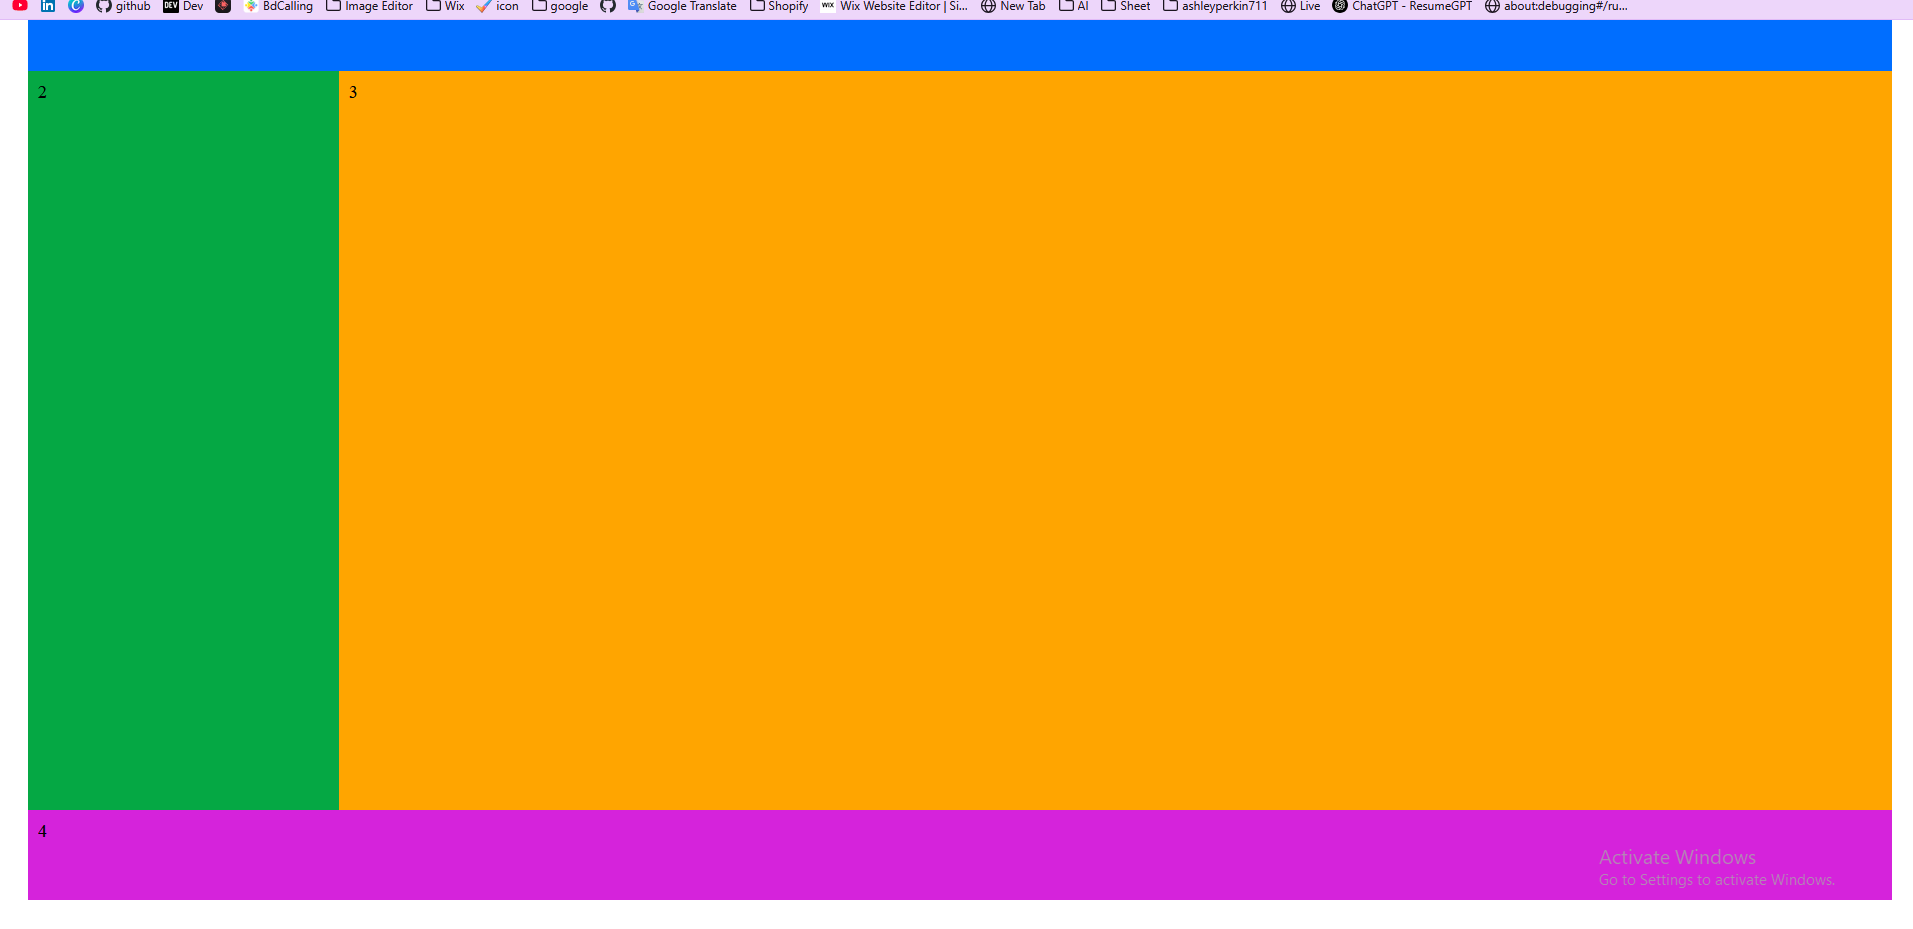 github DEV Dev BdCalling Image Editor Wix icon google Google Translate Shopify WIX Wix Website Editor | Si... New Tab AI Sheet ashleyperkin711 Live ChatGPT - ResumeGPT about:debugging#/ru...
2 3
4
Activate Windows
Go to Settings to activate Windows.